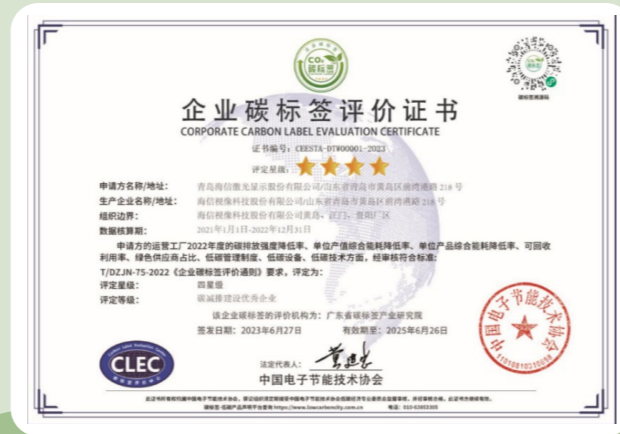 企业碳标签评价证书
CORPORATE CARBON LABEL EVALUATION CERTIFICATE
证书编号：CEESTA-DTW00001-2023
评定星级：
申请方名称/地址： 青岛海信激光显示股份有限公司/山东省青岛市黄岛区前湾港路 218 号
生产企业名称/地址： 海信视像科技股份有限公司/山东省青岛市黄岛区前湾港路 218 号
组织边界： 海信视像科技股份有限公司黄岛、江门、贵阳厂区
数据核算期： 2021年1月1日-2022年12月31日
申请方的运营工厂2022年度的碳排放强度降低率、单位产值综合能耗降低率、单位产品综合能耗降低率、可回收
利用率、绿色供应商占比、低碳管理制度、低碳设备、低碳技术方面，经审核符合标准：
T/DZJN-75-2022《企业碳标签评价通则》要求，评定为：
评定星级： 四星级
评定等级： 碳减排建设优秀企业
该企业碳标签的评价机构为：广东省碳标签产业研究院
签发日期：2023年6月27日 有效期至：2025年6月26日
法定代表人：
中国电子节能技术协会
CLEC
中国电子节能技术协会
CO₂
碳标签